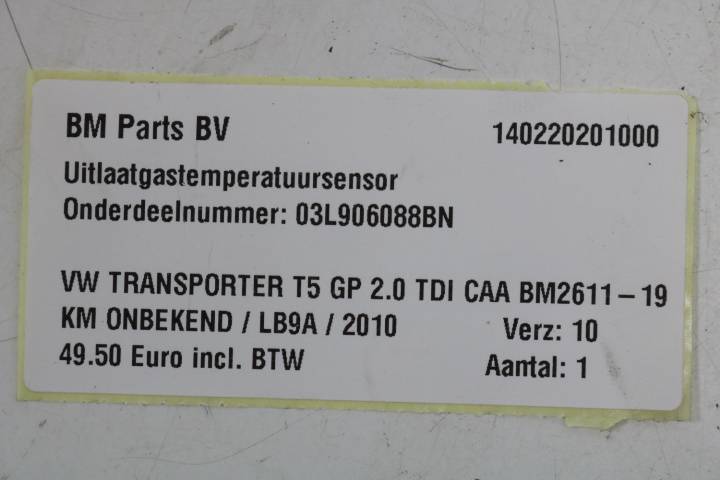 BM Parts BV 140220201000
Uitlaatgastemperatuursensor
Onderdeelnummer: 03L906088BN
VW TRANSPORTER T5 GP 2.0 TDI CAA BM2611-19
KM ONBEKEND / LB9A / 2010 Verz: 10
49.50 Euro incl. BTW Aantal: 1